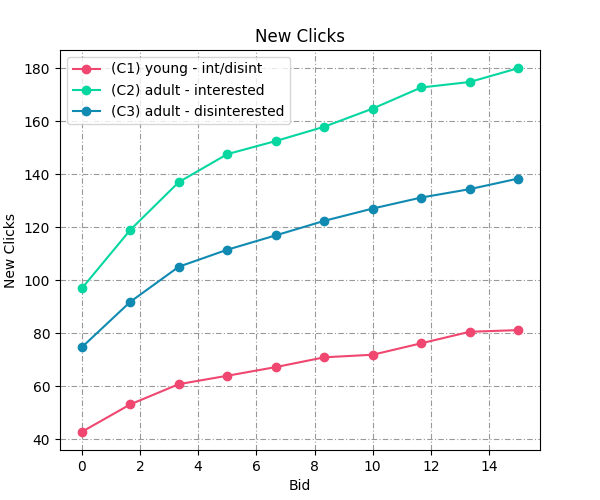 New Clicks
(C1) young - int/disint
(C2) adult - interested
(C3) adult - disinterested
New Clicks
180
160
140
120
100
80
60
40
0 2 4 6 8 10 12 14
Bid